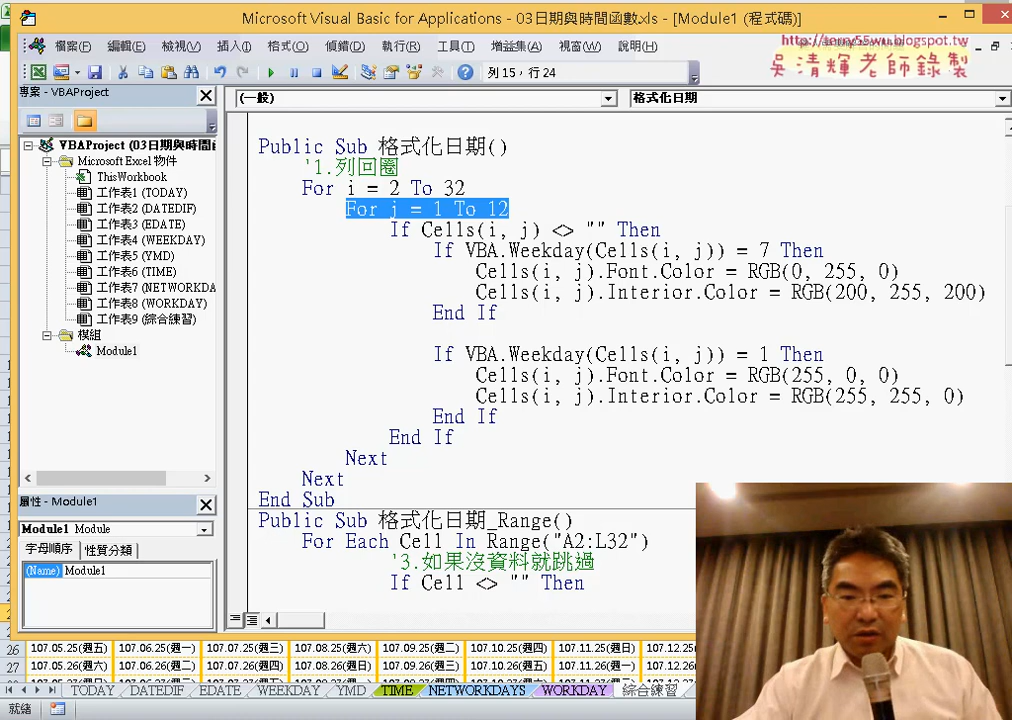 Microsoft Visual Basic for Applications - 03日期與時間函數.xls - [Module1 (程式碼)]
http://terry55wu.blogspot.tw
吳清輝老師錄製
檔案(F) 編輯(E) 檢視(V) 插入(I) 格式(O) 偵錯(D) 執行(R) 工具(T) 增益集(A) 視窗(W) 說明(H)
列 15，行 24
專案 - VBAProject
(一般)
格式化日期
VBAProject (03日期與時間
Microsoft Excel 物件
ThisWorkbook
工作表1 (TODAY)
工作表2 (DATEDIF)
工作表3 (EDATE)
工作表4 (WEEKDAY)
工作表5 (YMD)
工作表6 (TIME)
工作表7 (NETWORKDA
工作表8 (WORKDAY)
工作表9 (綜合練習)
模組
Module1
屬性 - Module1
Module1 Module
字母順序 性質分類
(Name) Module1
Public Sub 格式化日期()
'1.列回圈
For i = 2 To 32
For j = 1 To 12
If Cells(i, j) <> "" Then
If VBA.Weekday(Cells(i, j)) = 7 Then
Cells(i, j).Font.Color = RGB(0, 255, 0)
Cells(i, j).Interior.Color = RGB(200, 255, 200)
End If
If VBA.Weekday(Cells(i, j)) = 1 Then
Cells(i, j).Font.Color = RGB(255, 0, 0)
Cells(i, j).Interior.Color = RGB(255, 255, 0)
End If
End If
Next
Next
End Sub
Public Sub 格式化日期_Range()
For Each Cell In Range("A2:L32")
'3.如果沒資料就跳過
If Cell <> "" Then
26 107.05.25(週五) 107.06.25(週一) 107.07.25(週三) 107.08.25(週六) 107.09.25(週二) 107.10.25(週四) 107.11.25(週日) 107.12.25
27 107.05.26(週六) 107.06.26(週二) 107.07.26(週四) 107.08.26(週日) 107.09.26(週三) 107.10.26(週五) 107.11.26(週一) 107.12.26
TODAY DATEDIF EDATE WEEKDAY YMD TIME NETWORKDAYS WORKDAY 綜合練習
就緒